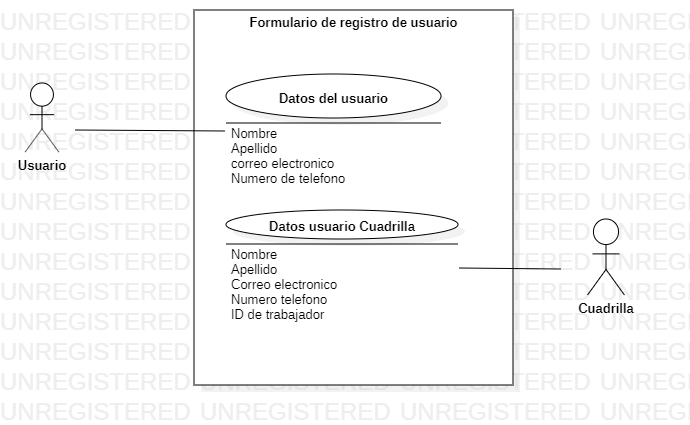 Formulario de registro de usuario
Datos del usuario
Nombre
Apellido
correo electronico
Numero de telefono
Usuario
Datos usuario Cuadrilla
Nombre
Apellido
Correo electronico
Numero telefono
ID de trabajador
Cuadrilla
UNREGISTERED UNREGISTERED UNREGISTERED UNREGISTERED